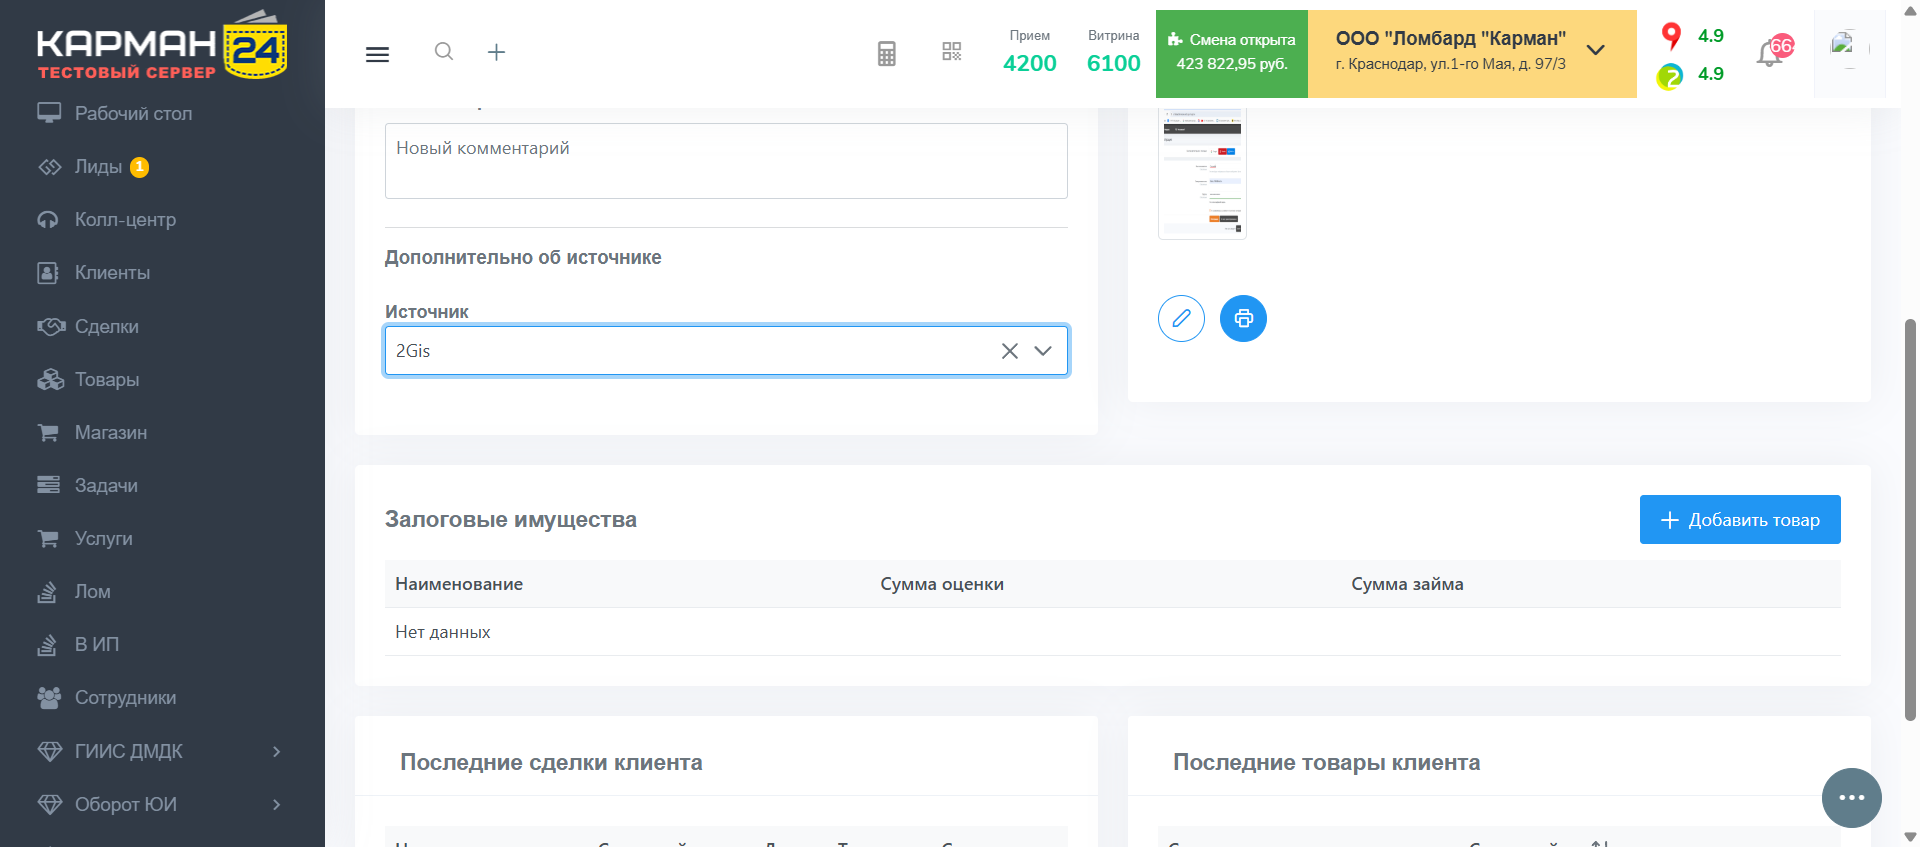 КАРМАН 24
ТЕСТОВЫЙ СЕРВЕР
Рабочий стол
Лиды 1
Колл-центр
Клиенты
Сделки
Товары
Магазин
Задачи
Услуги
Лом
В ИП
Сотрудники
ГИИС ДМДК
Оборот ЮИ
Прием
4200
Витрина
6100
Смена открыта
423 822,95 руб.
ООО "Ломбард "Карман"
г. Краснодар, ул.1-го Мая, д. 97/3
4.9
4.9
Новый комментарий
Дополнительно об источнике
Источник
2Gis
Залоговые имущества
Добавить товар
Наименование Сумма оценки Сумма займа
Нет данных
Последние сделки клиента
Последние товары клиента